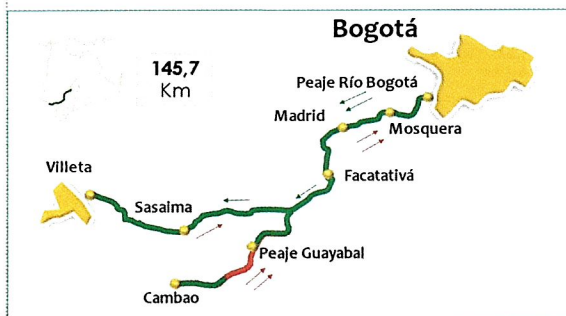 Bogotá
145,7
Km
Peaje Río Bogotá
Madrid
Mosquera
Villeta
Facatativá
Sasaima
Peaje Guayabal
Cambao